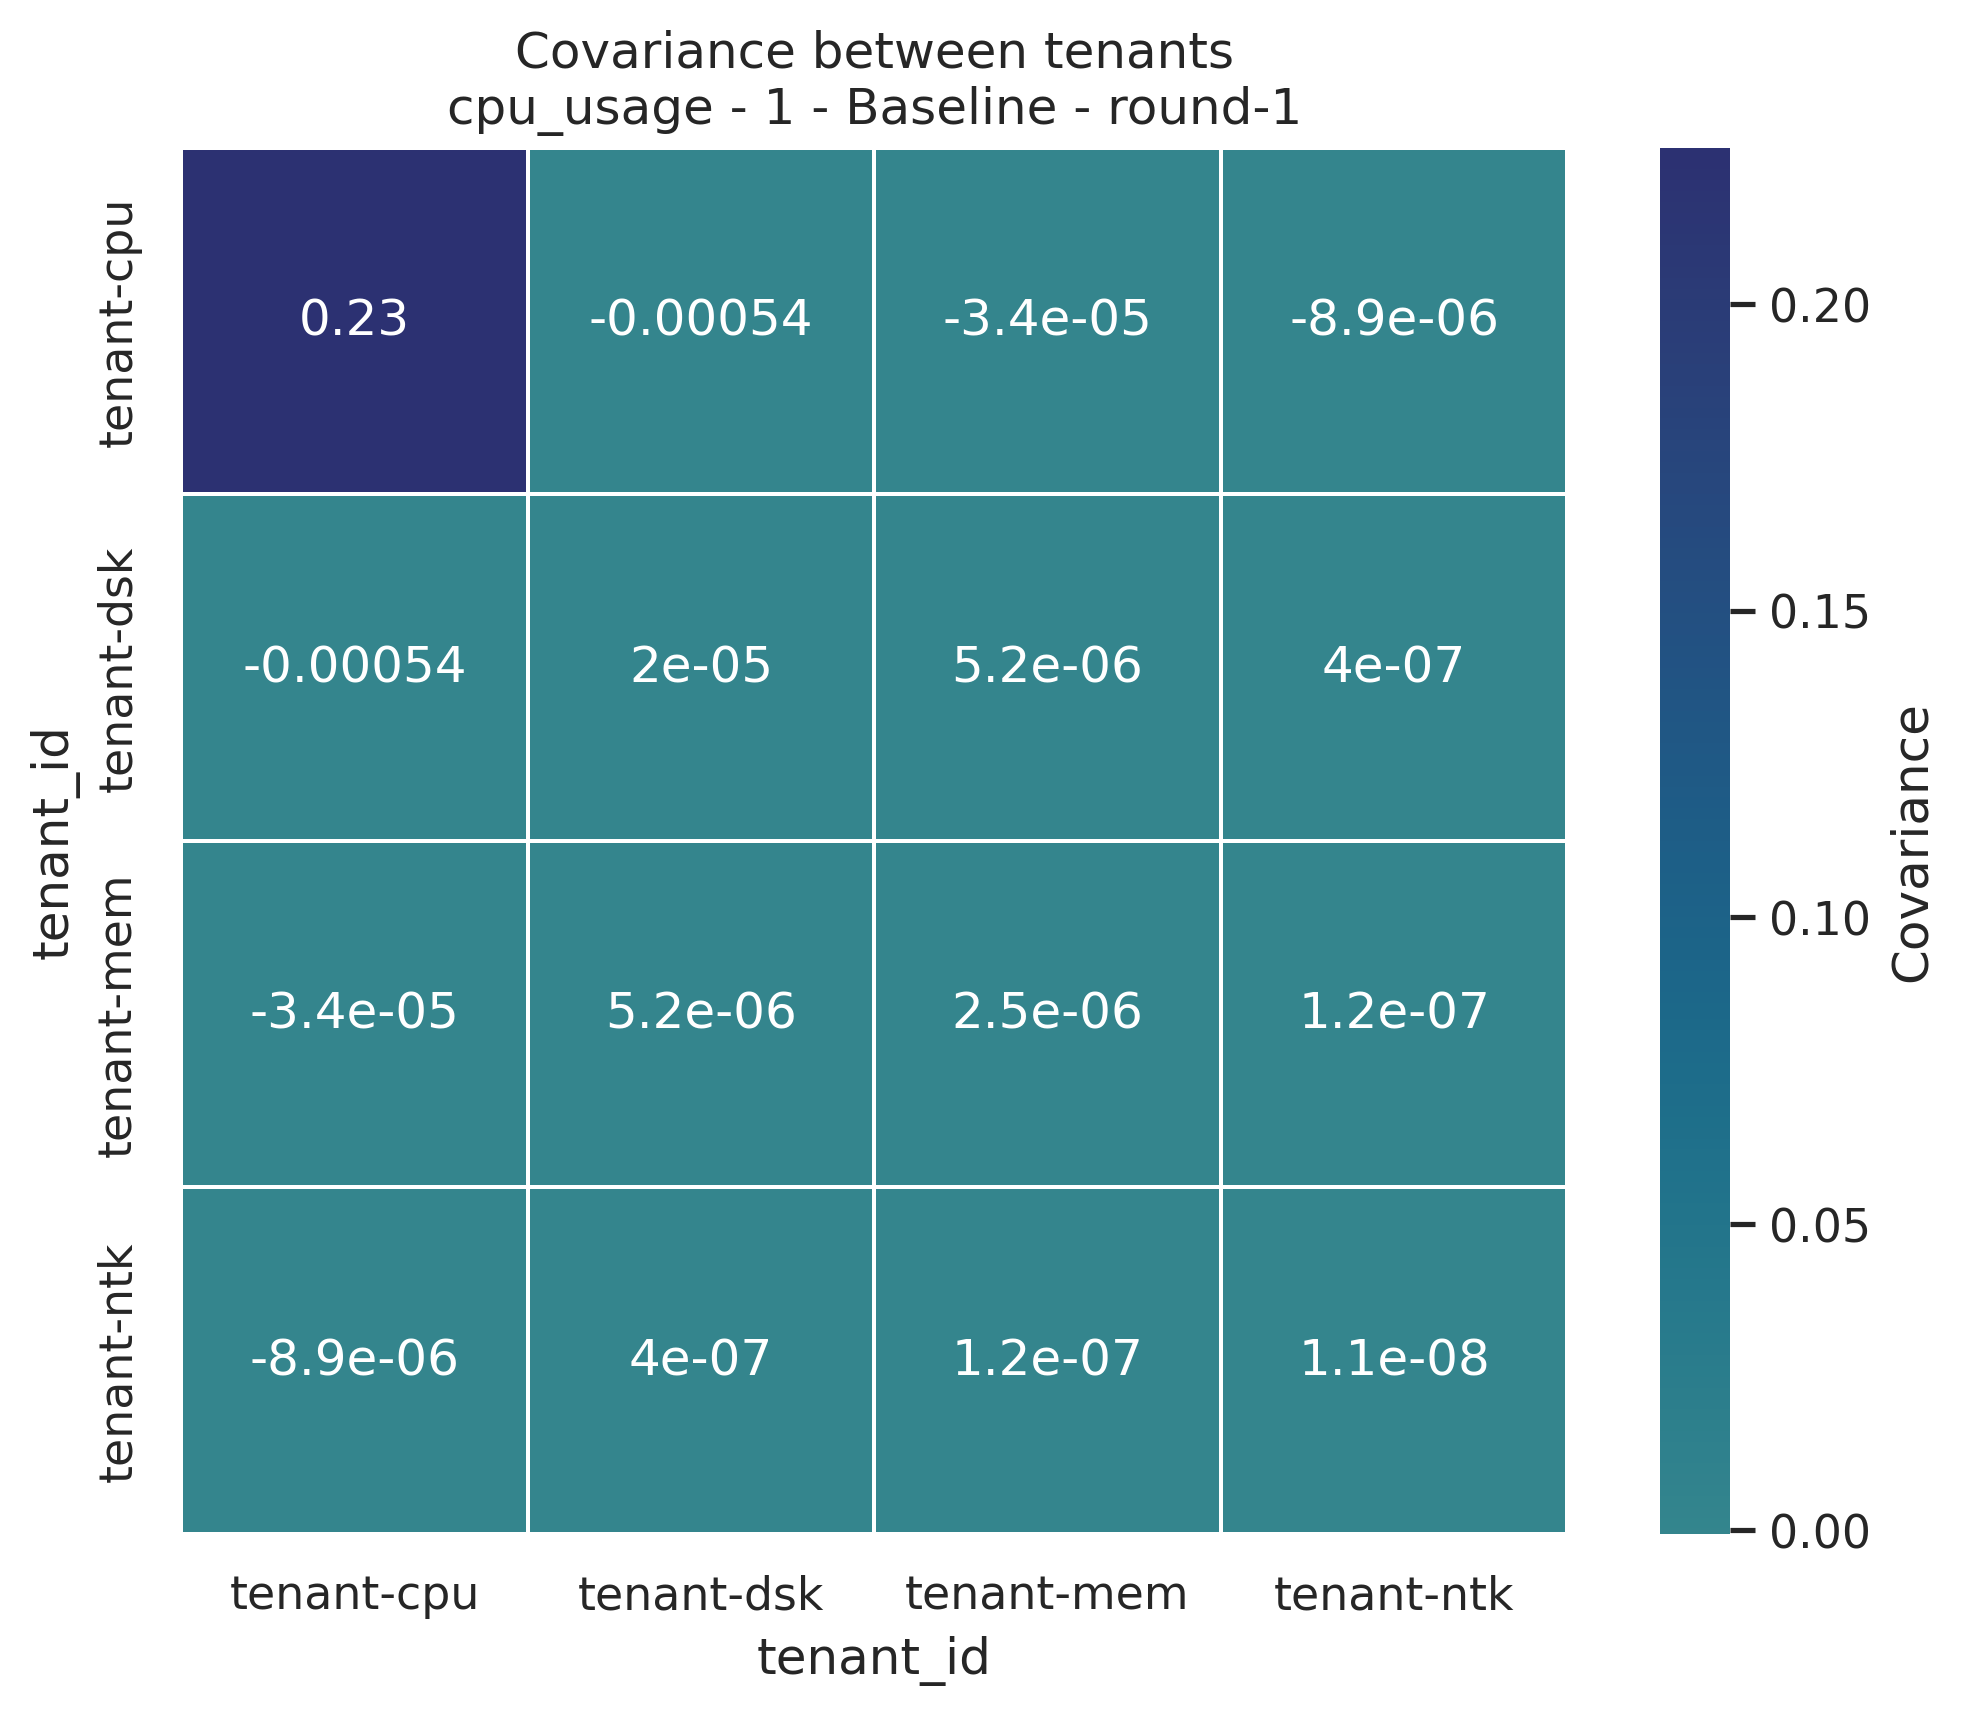 Covariance between tenants
cpu_usage - 1 - Baseline - round-1
tenant_id
tenant-cpu
0.23 -0.00054 -3.4e-05 -8.9e-06
tenant-dsk
-0.00054 2e-05 5.2e-06 4e-07
tenant-mem
-3.4e-05 5.2e-06 2.5e-06 1.2e-07
tenant-ntk
-8.9e-06 4e-07 1.2e-07 1.1e-08
tenant-cpu tenant-dsk tenant-mem tenant-ntk
tenant_id
0.20
0.15
0.10
0.05
0.00
Covariance